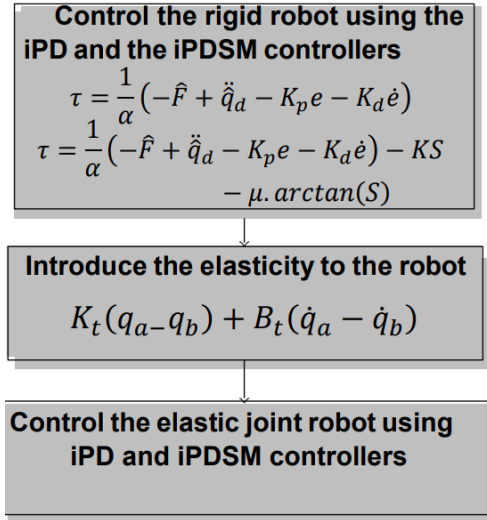 Control the rigid robot using the
iPD and the iPDSM controllers
τ = 1/α (−F̂ + q̂̈_d − K_p e − K_d ė)
τ = 1/α (−F̂ + q̂̈_d − K_p e − K_d ė) − KS
− μ. arctan(S)
Introduce the elasticity to the robot
K_t(q_{a−}q_b) + B_t(q̇_a − q̇_b)
Control the elastic joint robot using
iPD and iPDSM controllers